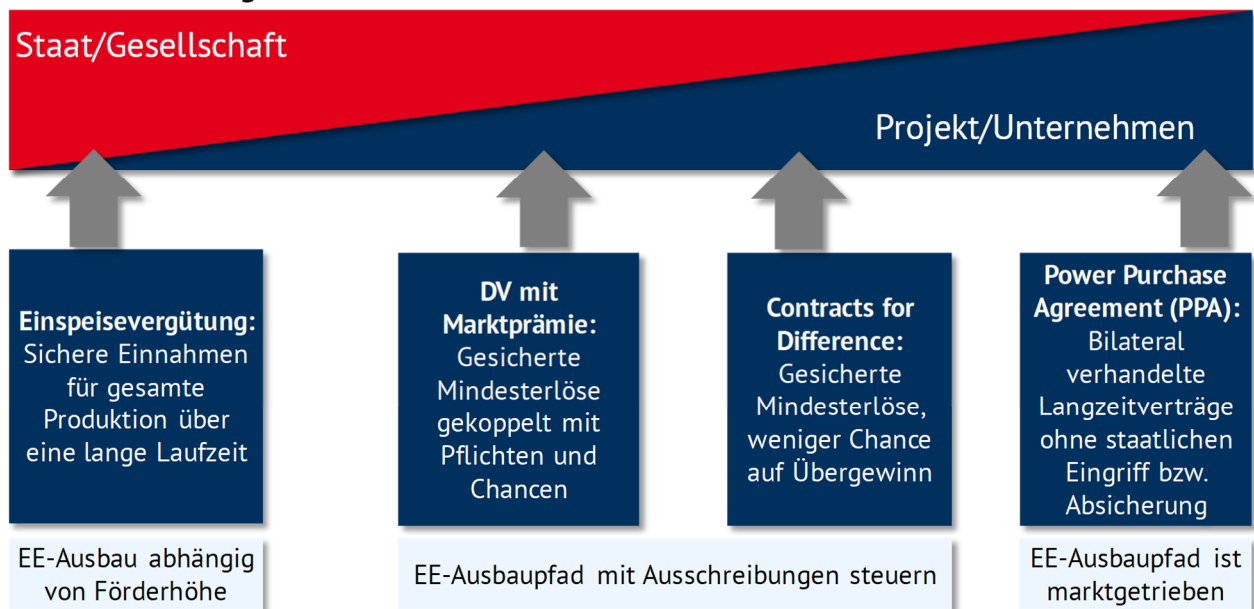 Staat/Gesellschaft
Projekt/Unternehmen
Einspeisevergütung:
Sichere Einnahmen
für gesamte
Produktion über
eine lange Laufzeit
DV mit
Marktprämie:
Gesicherte
Mindesterlöse
gekoppelt mit
Pflichten und
Chancen
Contracts for
Difference:
Gesicherte
Mindesterlöse,
weniger Chance
auf Übergewinn
Power Purchase
Agreement (PPA):
Bilateral
verhandelte
Langzeitverträge
ohne staatlichen
Eingriff bzw.
Absicherung
EE-Ausbau abhängig
von Förderhöhe
EE-Ausbaupfad mit Ausschreibungen steuern
EE-Ausbaupfad ist
marktgetrieben